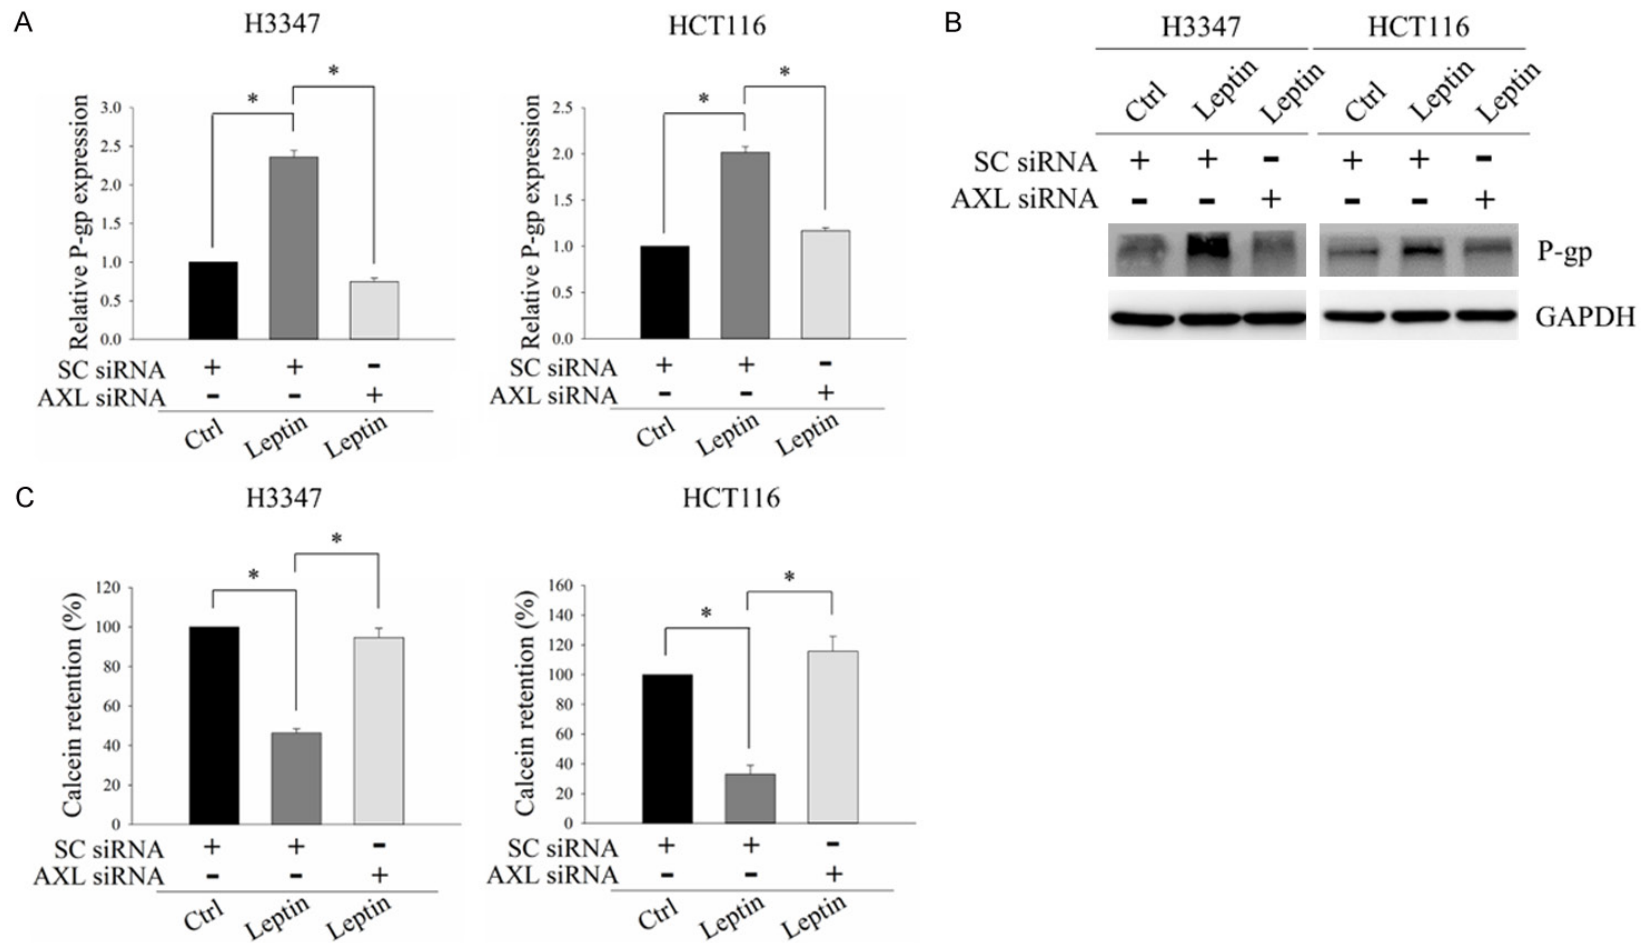 A
H3347
*
*
Relative P-gp expression
3.0
2.5
2.0
1.5
1.0
0.5
0.0
SC siRNA + + -
AXL siRNA - - +
Ctrl Leptin Leptin
HCT116
*
*
Relative P-gp expression
2.5
2.0
1.5
1.0
0.5
0.0
SC siRNA + + -
AXL siRNA - - +
Ctrl Leptin Leptin
B
H3347 HCT116
Ctrl Leptin Leptin Ctrl Leptin Leptin
SC siRNA + + - + + -
AXL siRNA - - + - - +
P-gp
GAPDH
C
H3347
*
*
Calcein retention (%)
120
100
80
60
40
20
0
SC siRNA + + -
AXL siRNA - - +
Ctrl Leptin Leptin
HCT116
*
*
Calcein retention (%)
160
140
120
100
80
60
40
20
0
SC siRNA + + -
AXL siRNA - - +
Ctrl Leptin Leptin